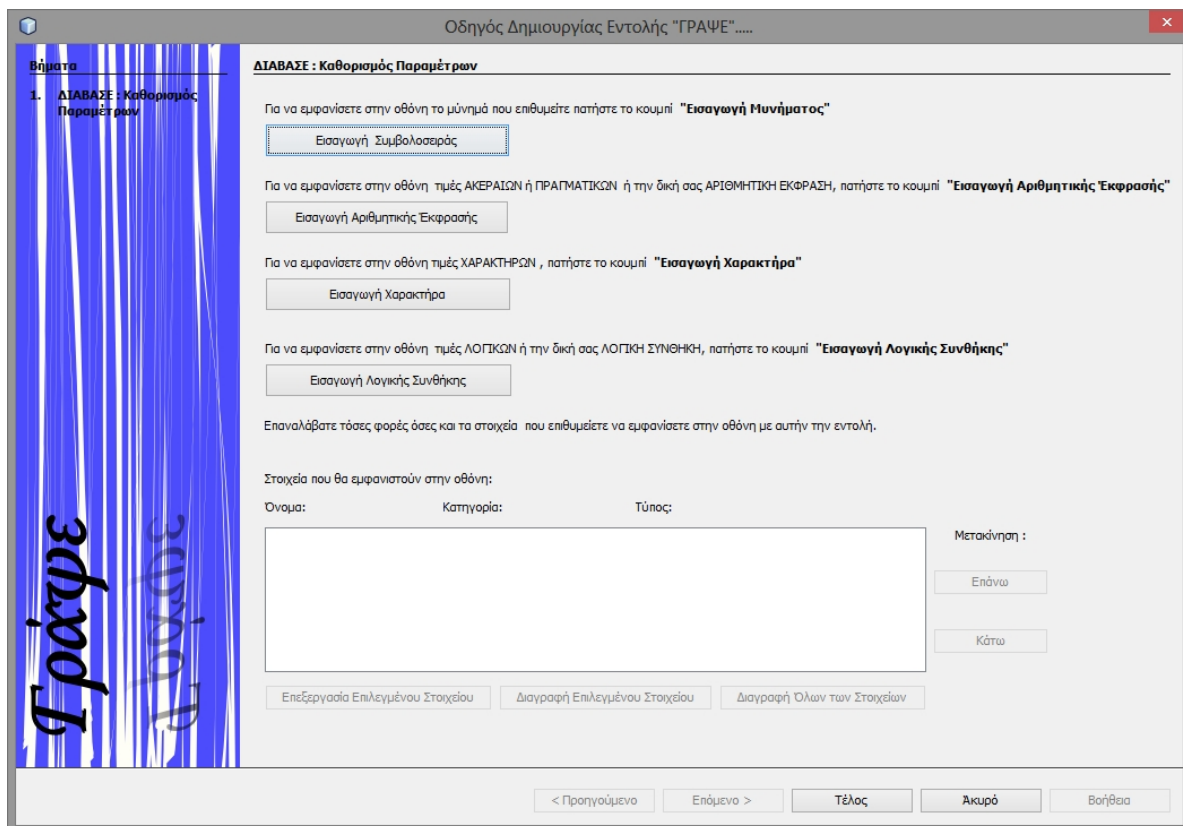 Οδηγός Δημιουργίας Εντολής "ΓΡΑΨΕ".....
Βήματα
1. ΔΙΑΒΑΣΕ : Καθορισμός
Παραμέτρων
ΔΙΑΒΑΣΕ : Καθορισμός Παραμέτρων
Για να εμφανίσετε στην οθόνη το μύνημά που επιθυμείτε πατήστε το κουμπί "Εισαγωγή Μυνήματος"
Εισαγωγή Συμβολοσειράς
Για να εμφανίσετε στην οθόνη τιμές ΑΚΕΡΑΙΩΝ ή ΠΡΑΓΜΑΤΙΚΩΝ ή την δική σας ΑΡΙΘΜΗΤΙΚΗ ΕΚΦΡΑΣΗ, πατήστε το κουμπί "Εισαγωγή Αριθμητικής Έκφρασής"
Εισαγωγή Αριθμητικής Έκφρασής
Για να εμφανίσετε στην οθόνη τιμές ΧΑΡΑΚΤΗΡΩΝ , πατήστε το κουμπί "Εισαγωγή Χαρακτήρα"
Εισαγωγή Χαρακτήρα
Για να εμφανίσετε στην οθόνη τιμές ΛΟΓΙΚΩΝ ή την δική σας ΛΟΓΙΚΗ ΣΥΝΘΗΚΗ, πατήστε το κουμπί "Εισαγωγή Λογικής Συνθήκης"
Εισαγωγή Λογικής Συνθήκης
Επαναλάβατε τόσες φορές όσες και τα στοιχεία που επιθυμείετε να εμφανίσετε στην οθόνη με αυτήν την εντολή.
Στοιχεία που θα εμφανιστούν στην οθόνη:
Όνομα: Κατηγορία: Τύπος:
Μετακίνηση :
Επάνω
Κάτω
Επεξεργασία Επιλεγμένου Στοιχείου Διαγραφή Επιλεγμένου Στοιχείου Διαγραφή Όλων των Στοιχείων
Γράψε
Γράψε
< Προηγούμενο Επόμενο > Τέλος Άκυρό Βοήθεια